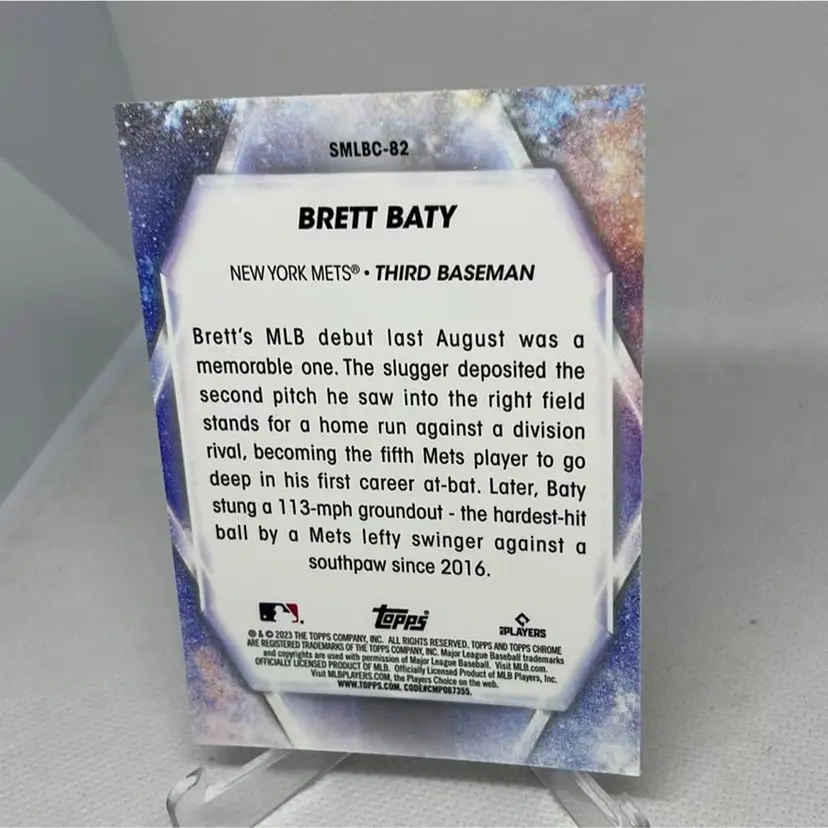 SMLBC-82
BRETT BATY
NEW YORK METS® • THIRD BASEMAN
Brett's MLB debut last August was a
memorable one. The slugger deposited the
second pitch he saw into the right field
stands for a home run against a division
rival, becoming the fifth Mets player to go
deep in his first career at-bat. Later, Baty
stung a 113-mph groundout - the hardest-hit
ball by a Mets lefty swinger against a
southpaw since 2016.
Topps
PLAYERS
® & © 2023 THE TOPPS COMPANY, INC. ALL RIGHTS RESERVED. TOPPS AND TOPPS CHROME
ARE REGISTERED TRADEMARKS OF THE TOPPS COMPANY, INC. Major League Baseball trademarks
and copyrights are used with permission of Major League Baseball. Visit MLB.com.
OFFICIALLY LICENSED PRODUCT OF MLB. Officially Licensed Product of MLB Players, Inc.
Visit MLBPLAYERS.COM, the Players Choice on the web.
WWW.TOPPS.COM. CODE#CMP067355.